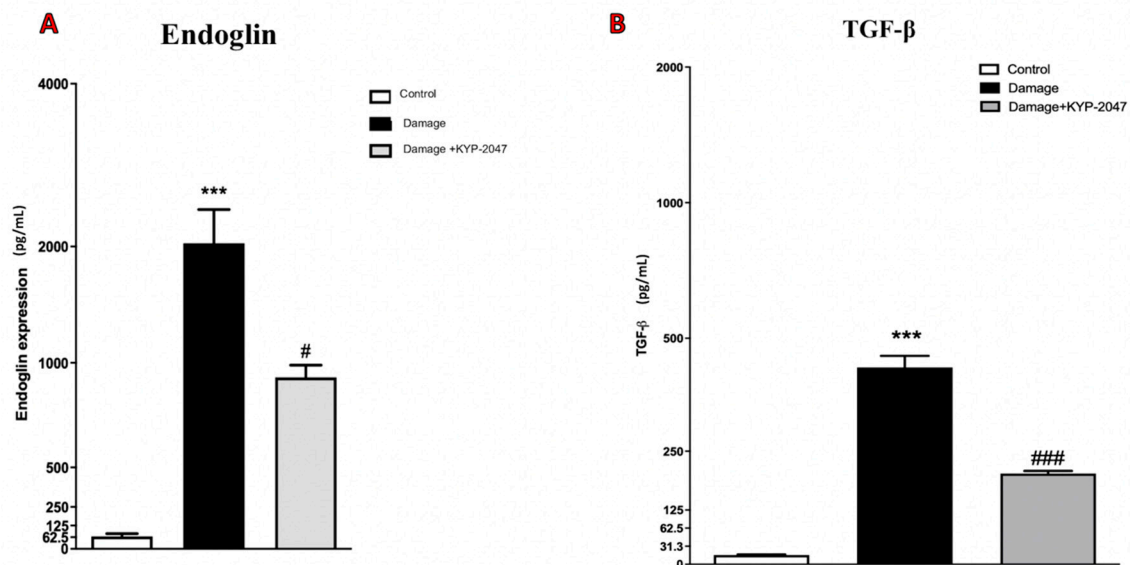 A
Endoglin
Control
Damage
Damage +KYP-2047
Endoglin expression (pg/mL)
4000
2000
1000
500
250
125
62.5
0
***
#
B
TGF-β
Control
Damage
Damage+KYP-2047
TGF-β (pg/mL)
2000
1000
500
250
125
62.5
31.3
0
***
###